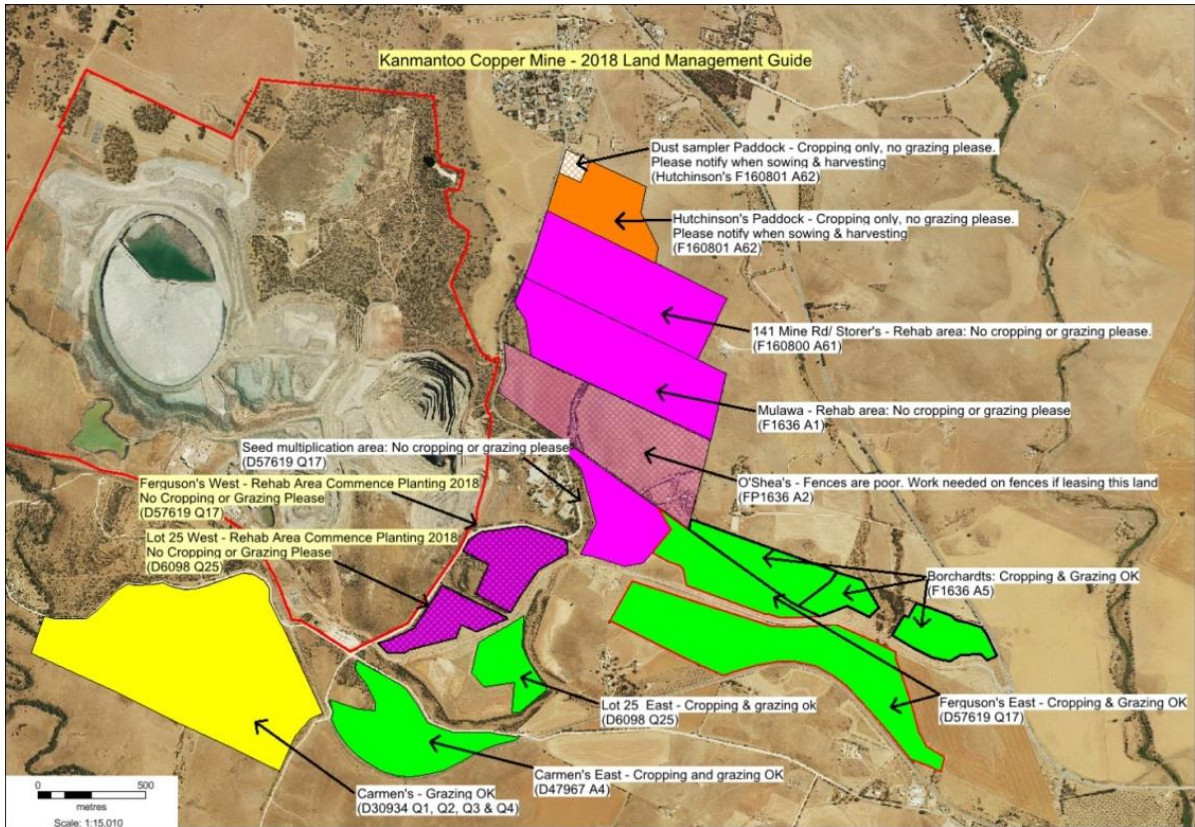 Kanmantoo Copper Mine - 2018 Land Management Guide
Dust sampler Paddock - Cropping only, no grazing please.
Please notify when sowing & harvesting
(Hutchinson's F160801 A62)
Hutchinson's Paddock - Cropping only, no grazing please.
Please notify when sowing & harvesting
(F160801 A62)
141 Mine Rd/ Storer's - Rehab area: No cropping or grazing please.
(F160800 A61)
Mulawa - Rehab area: No cropping or grazing please
(F1636 A1)
Seed multiplication area: No cropping or grazing please
(D57619 Q17)
Ferguson's West - Rehab Area Commence Planting 2018
No Cropping or Grazing Please
(D57619 Q17)
O'Shea's - Fences are poor. Work needed on fences if leasing this land
(FP1636 A2)
Lot 25 West - Rehab Area Commence Planting 2018
No Cropping or Grazing Please
(D6098 Q25)
Borchardts: Cropping & Grazing OK
(F1636 A5)
Lot 25 East - Cropping & grazing ok
(D6098 Q25)
Ferguson's East - Cropping & Grazing OK
(D57619 Q17)
Carmen's East - Cropping and grazing OK
(D47967 A4)
Carmen's - Grazing OK
(D30934 Q1, Q2, Q3 & Q4)
0 500
metres
Scale: 1:15,010